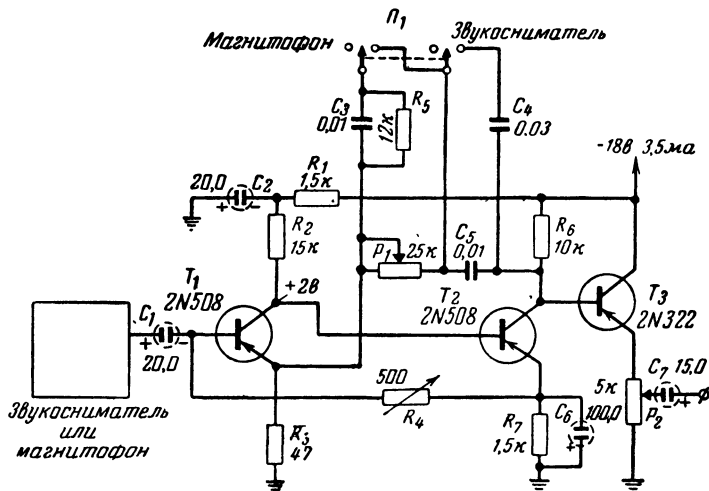 П1
Магнитофон
Звукосниматель
C3
0,01
R5
12к
C4
0.03
-18в 3,5ма
20,0
C2
R1
1,5к
R2
15к
P1
25к
C5
0,01
R6
10к
T1
2N508
+2в
T2
2N508
T3
2N322
C1
20,0
500
R4
C7 15,0
5к
P2
C6
100,0
R7
1,5к
R3
47
Звукосниматель
или
магнитофон